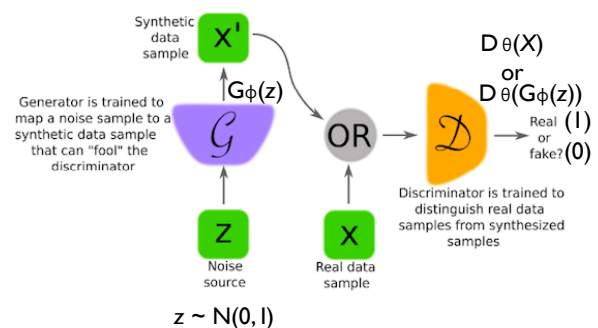 Synthetic
data
sample
X'
Gϕ(z)
Generator is trained to
map a noise sample to a
synthetic data sample
that can "fool" the
discriminator
G
z
Noise
source
z ~ N(0,I)
OR
x
Real data
sample
D
D θ(X)
or
D θ(Gϕ(z))
Real (1)
or
fake? (0)
Discriminator is trained to
distinguish real data
samples from synthesized
samples